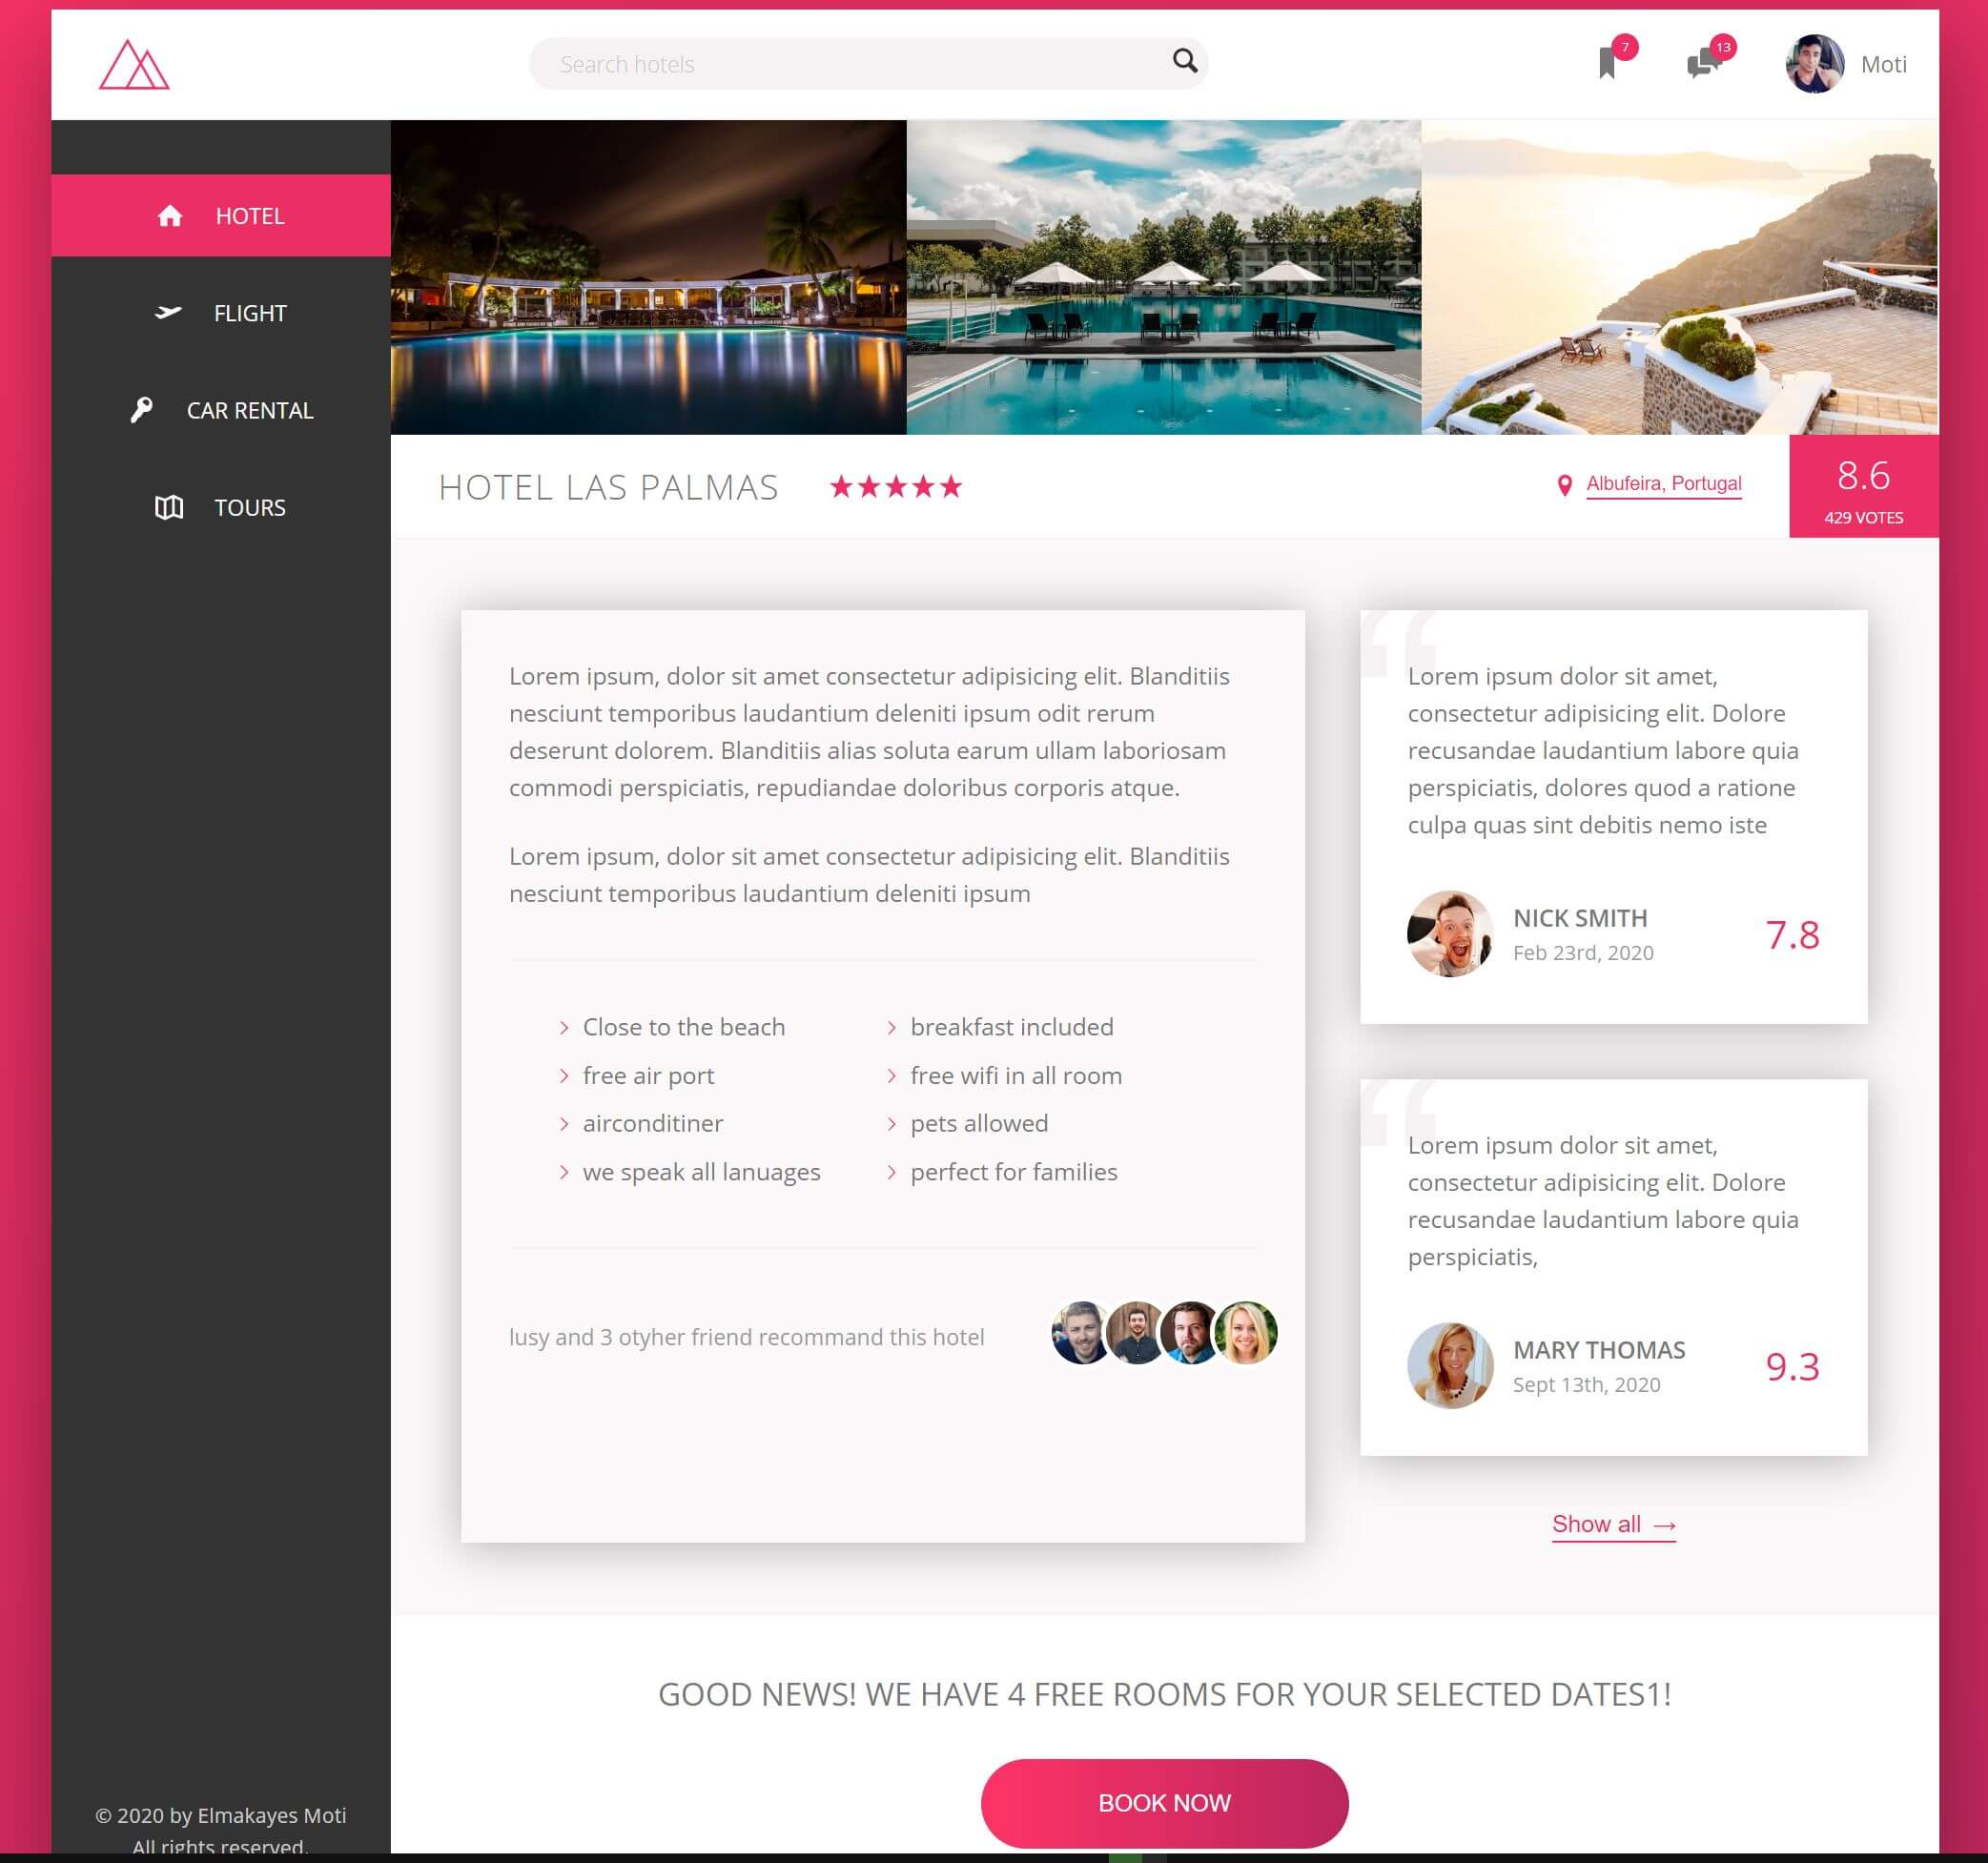 Search hotels
7
13
Moti
HOTEL
FLIGHT
CAR RENTAL
TOURS
HOTEL LAS PALMAS
Albufeira, Portugal
8.6
429 VOTES
Lorem ipsum, dolor sit amet consectetur adipisicing elit. Blanditiis
nesciunt temporibus laudantium deleniti ipsum odit rerum
deserunt dolorem. Blanditiis alias soluta earum ullam laboriosam
commodi perspiciatis, repudiandae doloribus corporis atque.
Lorem ipsum, dolor sit amet consectetur adipisicing elit. Blanditiis
nesciunt temporibus laudantium deleniti ipsum
Close to the beach
breakfast included
free air port
free wifi in all room
airconditiner
pets allowed
we speak all lanuages
perfect for families
lusy and 3 otyher friend recommand this hotel
“
Lorem ipsum dolor sit amet,
consectetur adipisicing elit. Dolore
recusandae laudantium labore quia
perspiciatis, dolores quod a ratione
culpa quas sint debitis nemo iste
NICK SMITH
Feb 23rd, 2020
7.8
“
Lorem ipsum dolor sit amet,
consectetur adipisicing elit. Dolore
recusandae laudantium labore quia
perspiciatis,
MARY THOMAS
Sept 13th, 2020
9.3
Show all →
GOOD NEWS! WE HAVE 4 FREE ROOMS FOR YOUR SELECTED DATES1!
BOOK NOW
© 2020 by Elmakayes Moti
All rights reserved.